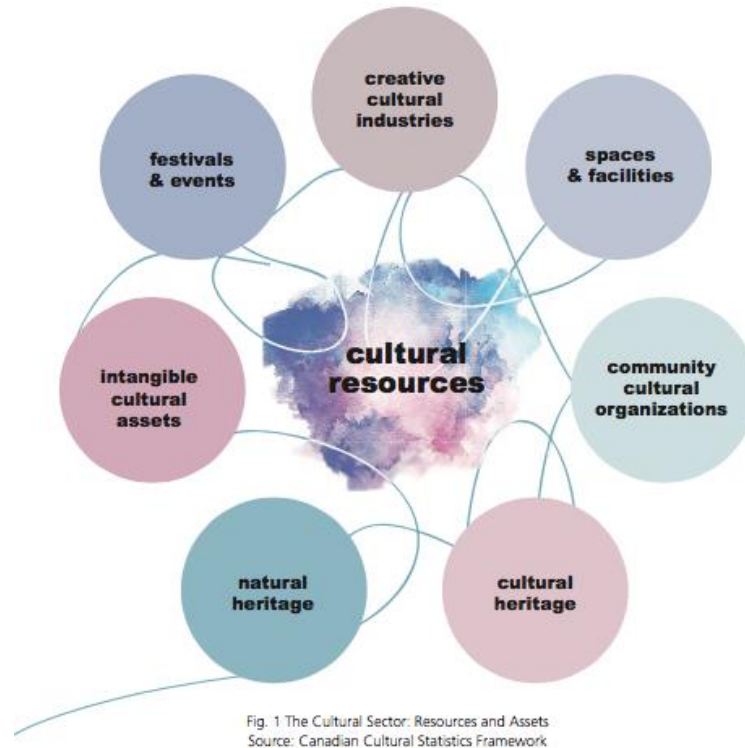 creative
cultural
industries
festivals
& events
spaces
& facilities
cultural
resources
intangible
cultural
assets
community
cultural
organizations
natural
heritage
cultural
heritage
Fig. 1 The Cultural Sector: Resources and Assets
Source: Canadian Cultural Statistics Framework